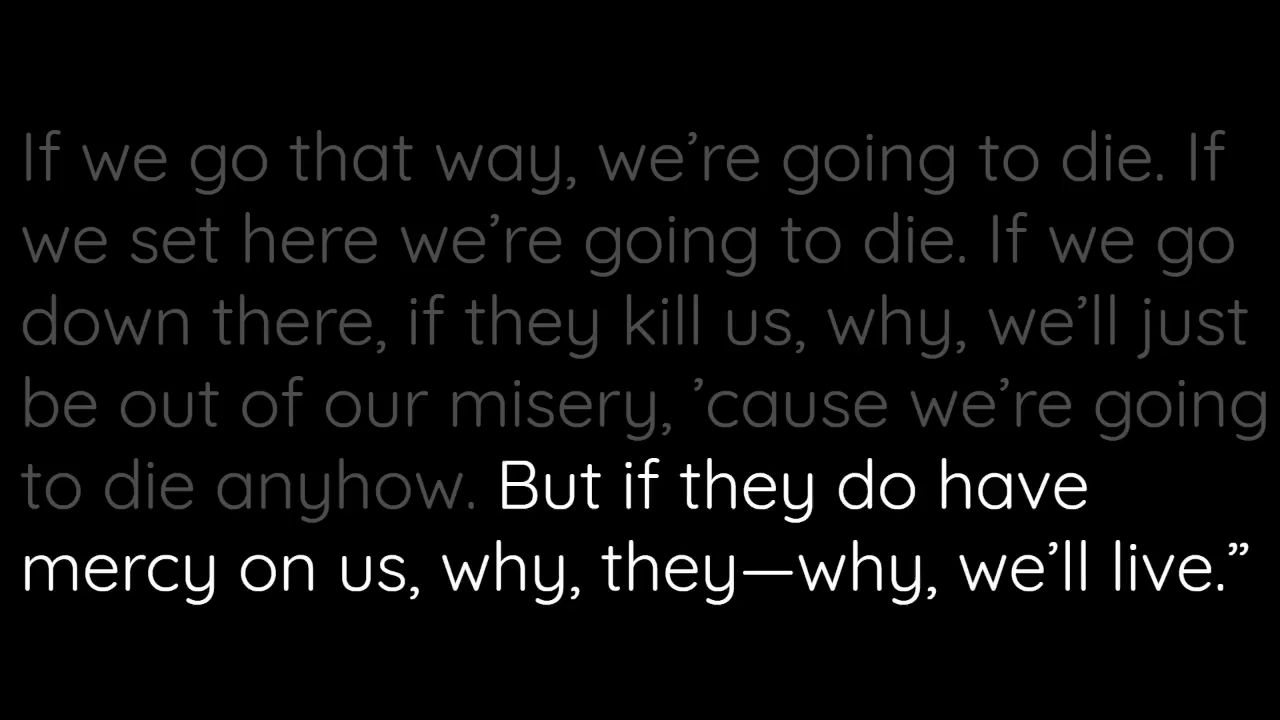 If we go that way, we’re going to die. If
we set here we’re going to die. If we go
down there, if they kill us, why, we’ll just
be out of our misery, ’cause we’re going
to die anyhow. But if they do have
mercy on us, why, they—why, we’ll live.”